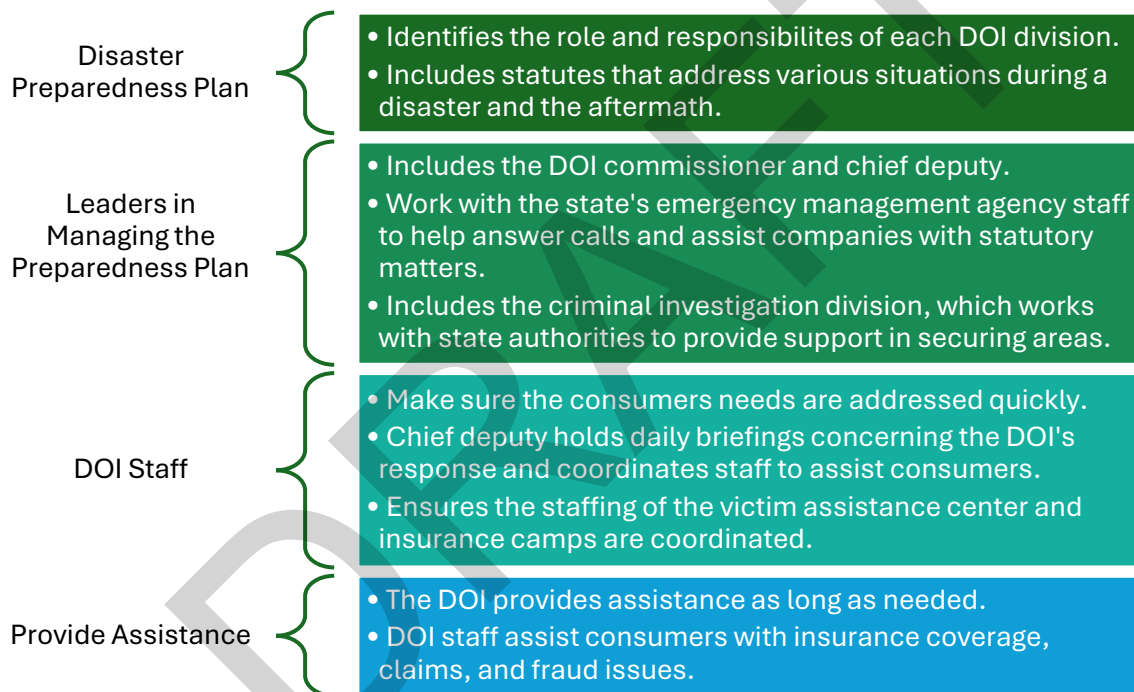 Disaster
Preparedness Plan
• Identifies the role and responsibilites of each DOI division.
• Includes statutes that address various situations during a
disaster and the aftermath.
Leaders in
Managing the
Preparedness Plan
• Includes the DOI commissioner and chief deputy.
• Work with the state's emergency management agency staff
to help answer calls and assist companies with statutory
matters.
• Includes the criminal investigation division, which works
with state authorities to provide support in securing areas.
DOI Staff
• Make sure the consumers needs are addressed quickly.
• Chief deputy holds daily briefings concerning the DOI's
response and coordinates staff to assist consumers.
• Ensures the staffing of the victim assistance center and
insurance camps are coordinated.
Provide Assistance
• The DOI provides assistance as long as needed.
• DOI staff assist consumers with insurance coverage,
claims, and fraud issues.
DRAFT